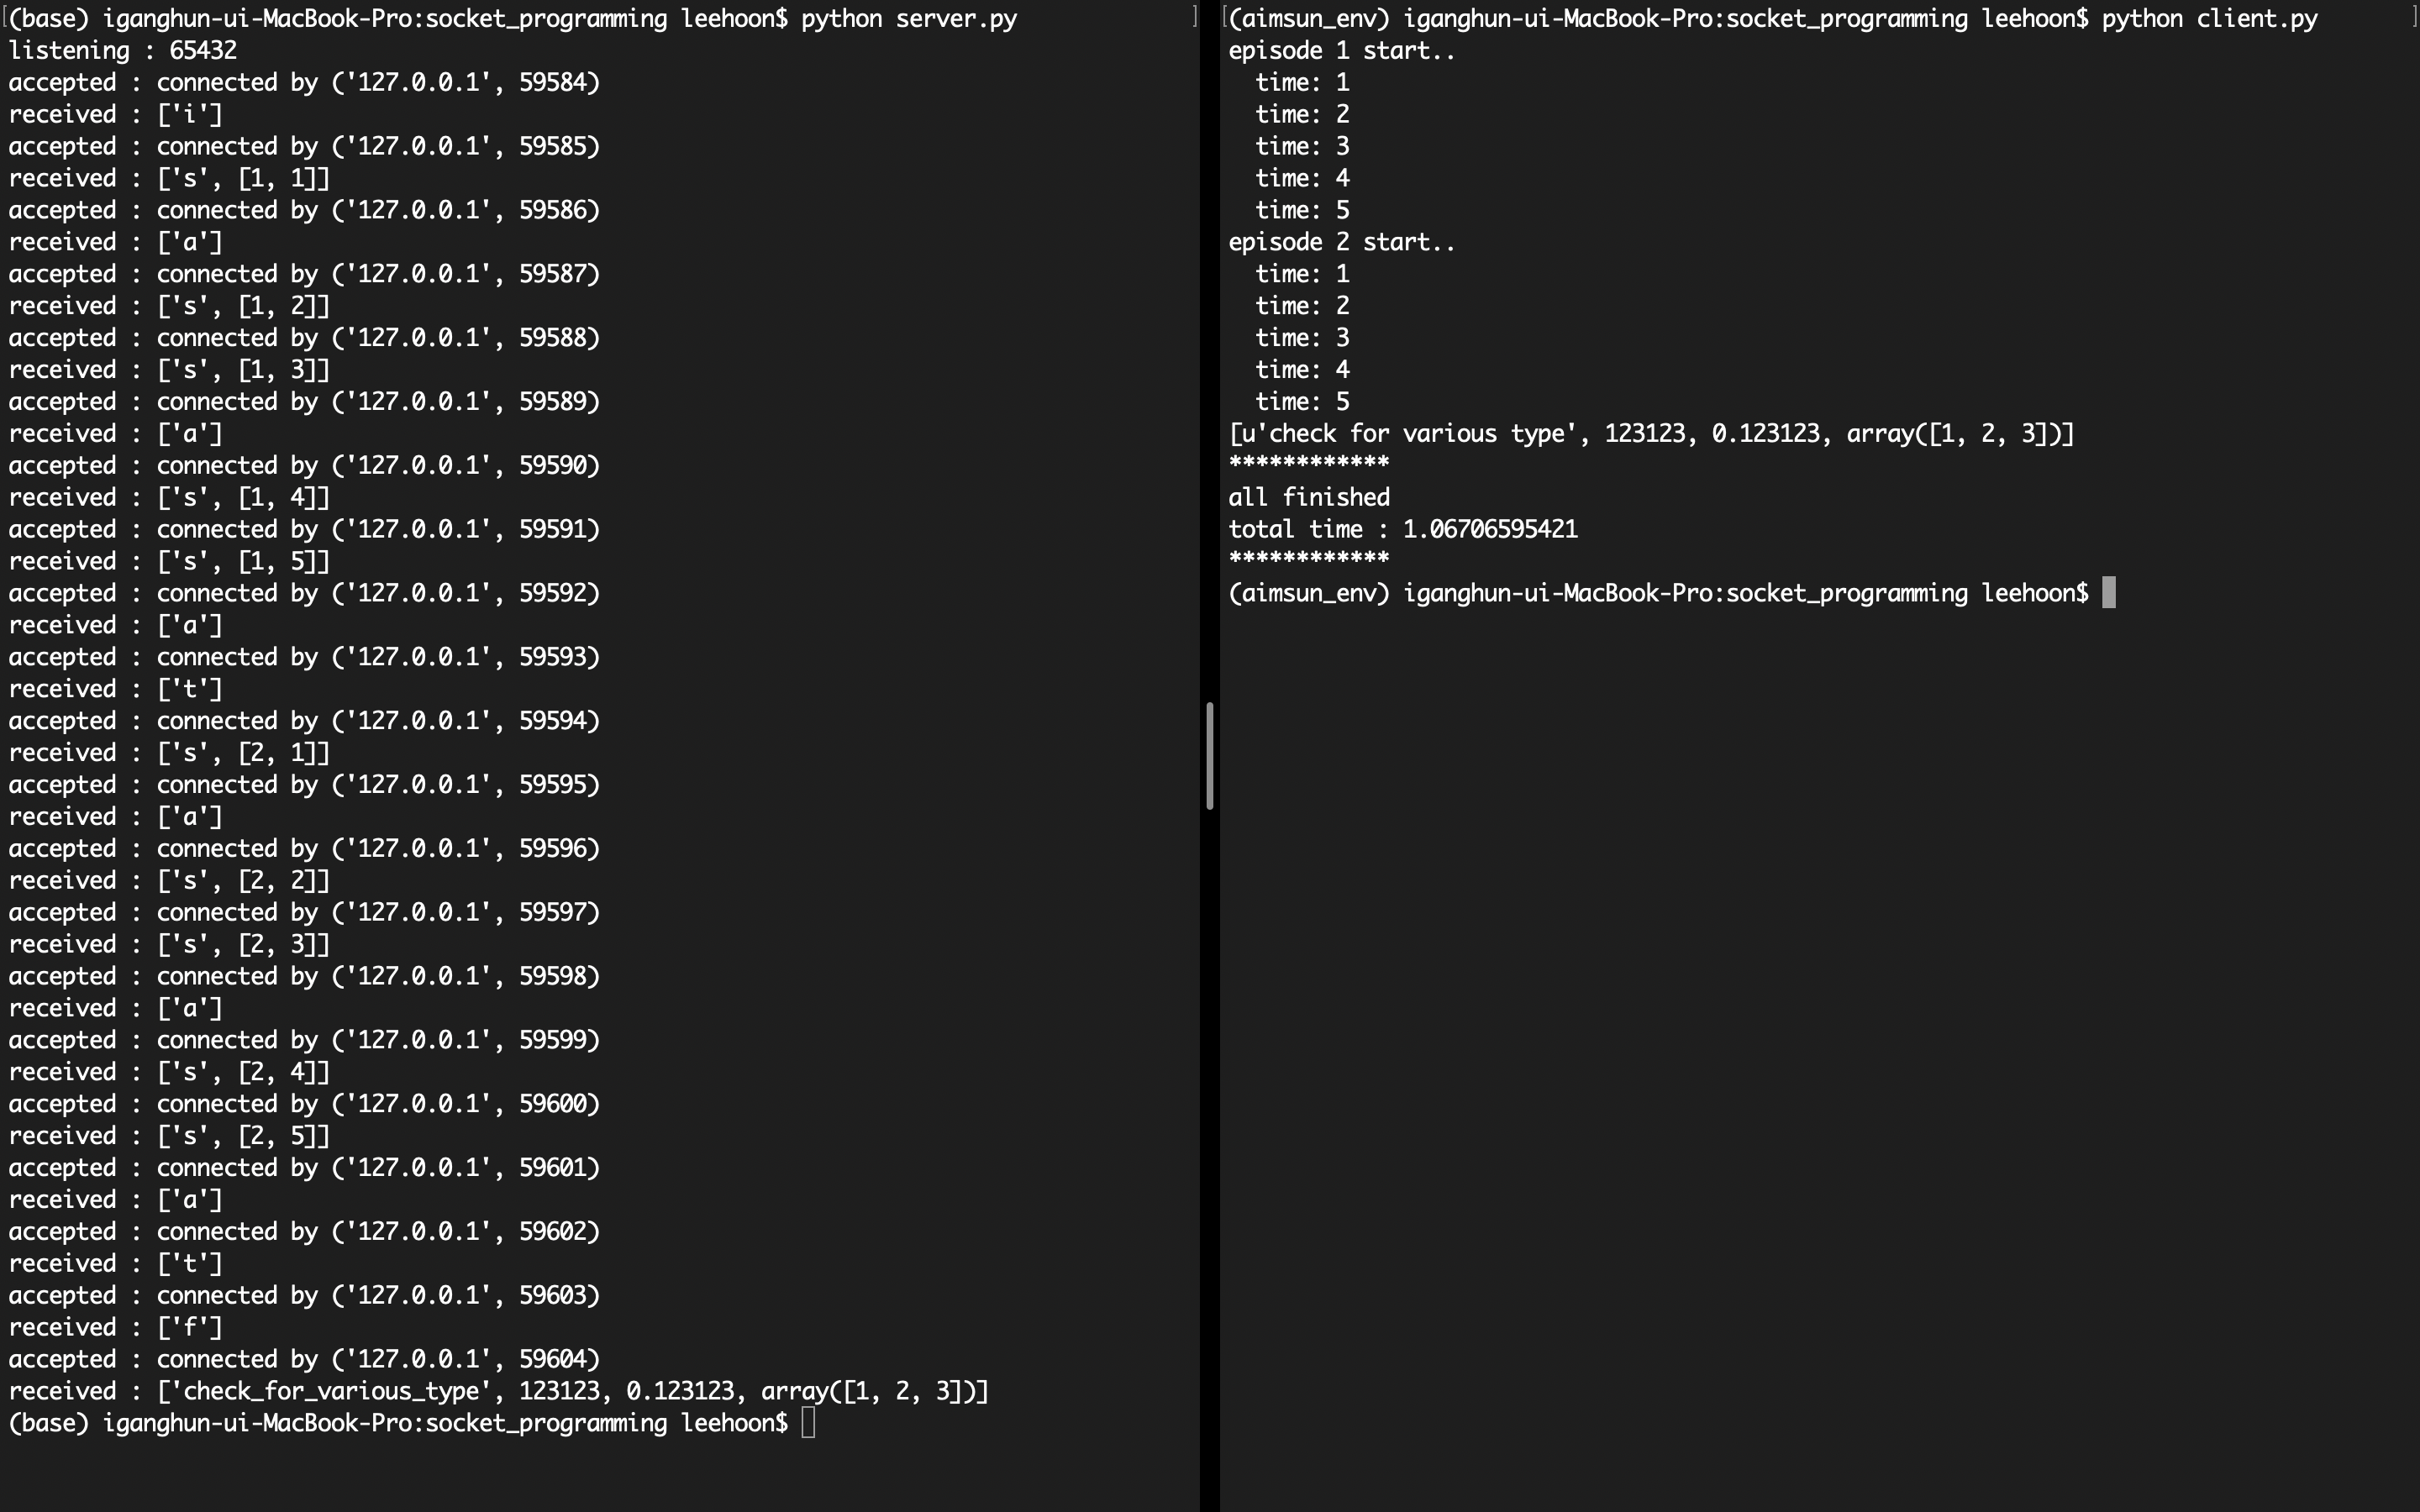 (base) iganghun-ui-MacBook-Pro:socket_programming leehoon$ python server.py
listening : 65432
accepted : connected by ('127.0.0.1', 59584)
received : ['i']
accepted : connected by ('127.0.0.1', 59585)
received : ['s', [1, 1]]
accepted : connected by ('127.0.0.1', 59586)
received : ['a']
accepted : connected by ('127.0.0.1', 59587)
received : ['s', [1, 2]]
accepted : connected by ('127.0.0.1', 59588)
received : ['s', [1, 3]]
accepted : connected by ('127.0.0.1', 59589)
received : ['a']
accepted : connected by ('127.0.0.1', 59590)
received : ['s', [1, 4]]
accepted : connected by ('127.0.0.1', 59591)
received : ['s', [1, 5]]
accepted : connected by ('127.0.0.1', 59592)
received : ['a']
accepted : connected by ('127.0.0.1', 59593)
received : ['t']
accepted : connected by ('127.0.0.1', 59594)
received : ['s', [2, 1]]
accepted : connected by ('127.0.0.1', 59595)
received : ['a']
accepted : connected by ('127.0.0.1', 59596)
received : ['s', [2, 2]]
accepted : connected by ('127.0.0.1', 59597)
received : ['s', [2, 3]]
accepted : connected by ('127.0.0.1', 59598)
received : ['a']
accepted : connected by ('127.0.0.1', 59599)
received : ['s', [2, 4]]
accepted : connected by ('127.0.0.1', 59600)
received : ['s', [2, 5]]
accepted : connected by ('127.0.0.1', 59601)
received : ['a']
accepted : connected by ('127.0.0.1', 59602)
received : ['t']
accepted : connected by ('127.0.0.1', 59603)
received : ['f']
accepted : connected by ('127.0.0.1', 59604)
received : ['check_for_various_type', 123123, 0.123123, array([1, 2, 3])]
(base) iganghun-ui-MacBook-Pro:socket_programming leehoon$
(aimsun_env) iganghun-ui-MacBook-Pro:socket_programming leehoon$ python client.py
episode 1 start..
  time: 1
  time: 2
  time: 3
  time: 4
  time: 5
episode 2 start..
  time: 1
  time: 2
  time: 3
  time: 4
  time: 5
[u'check for various type', 123123, 0.123123, array([1, 2, 3])]
************
all finished
total time : 1.06706595421
************
(aimsun_env) iganghun-ui-MacBook-Pro:socket_programming leehoon$